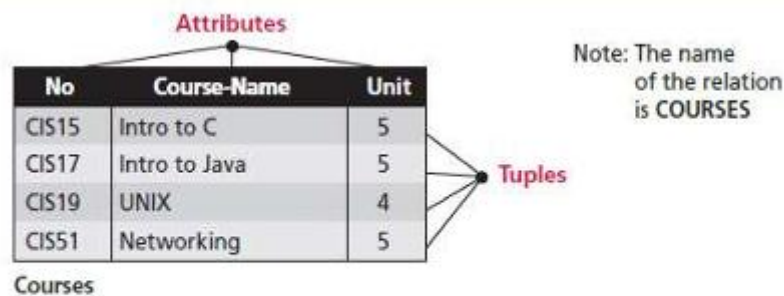 Attributes
Note: The name
of the relation
is COURSES
No Course-Name Unit
CIS15 Intro to C 5
CIS17 Intro to Java 5
CIS19 UNIX 4
CIS51 Networking 5
Tuples
Courses